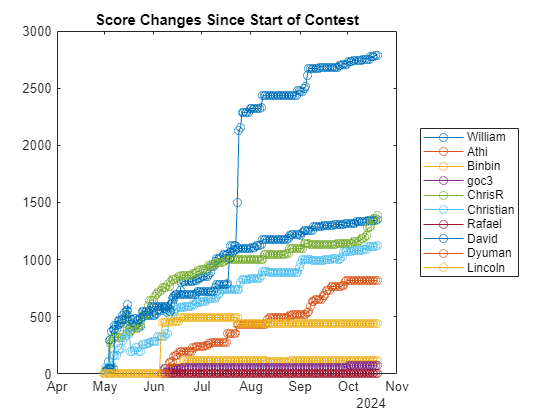 Score Changes Since Start of Contest
3000
2500
2000
1500
1000
500
0
Apr May Jun Jul Aug Sep Oct Nov
2024
William
Athi
Binbin
goc3
ChrisR
Christian
Rafael
David
Dyuman
Lincoln